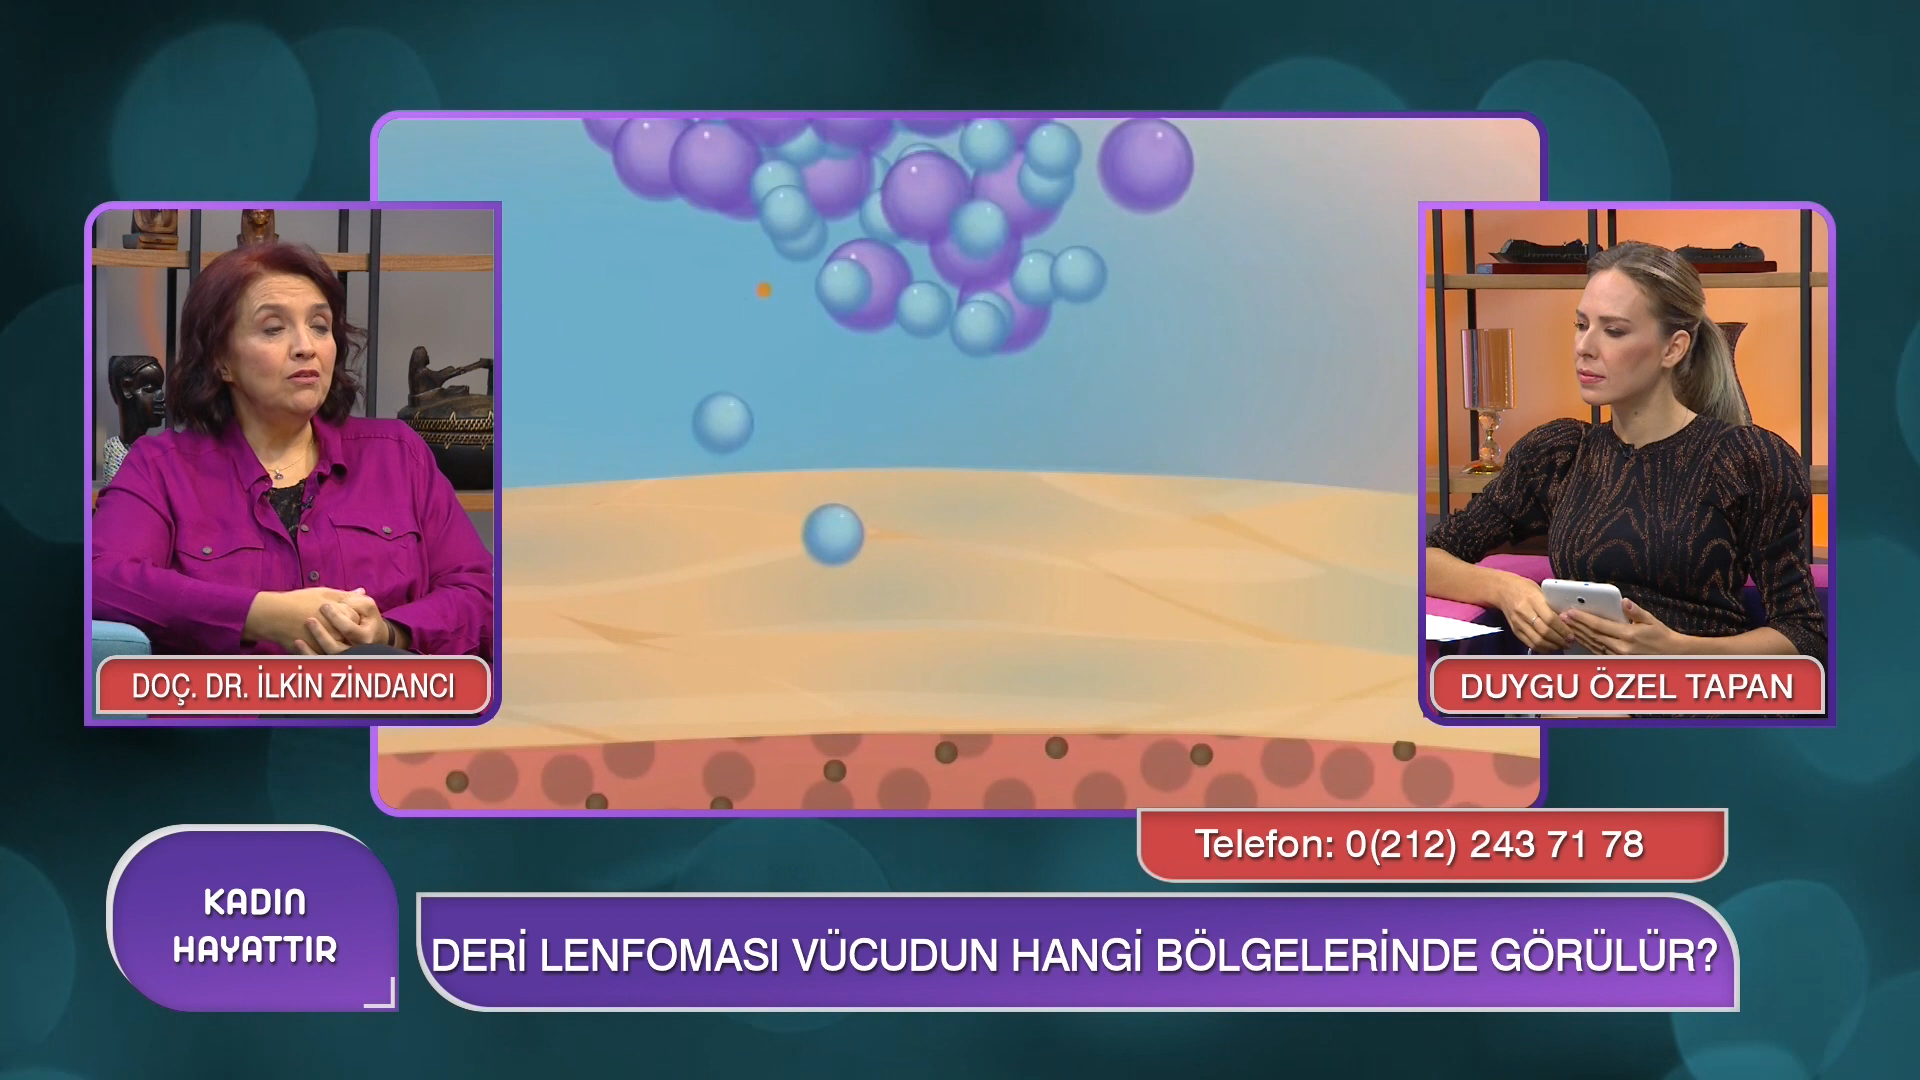 DOÇ. DR. İLKİN ZİNDANCI
DUYGU ÖZEL TAPAN
Telefon: 0(212) 243 71 78
KADIN
HAYATTIR
DERİ LENFOMASI VÜCUDUN HANGİ BÖLGELERİNDE GÖRÜLÜR?